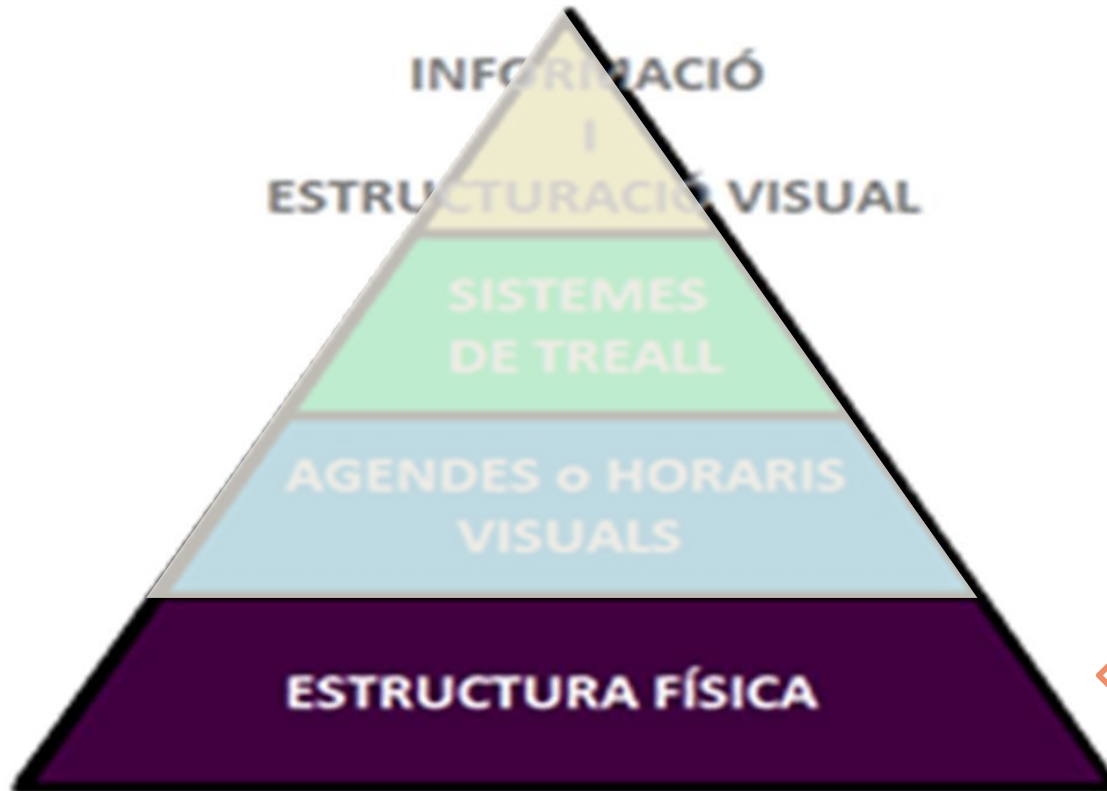 INFORMACIÓ
I
ESTRUCTURACIÓ VISUAL
SISTEMES
DE TREALL
AGENDES o HORARIS
VISUALS
ESTRUCTURA FÍSICA